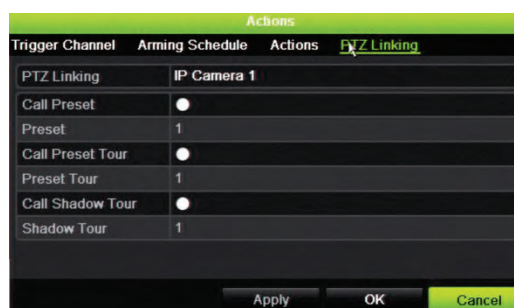 Actions
Trigger Channel Arming Schedule Actions PTZ Linking
PTZ Linking IP Camera 1
Call Preset
Preset 1
Call Preset Tour
Preset Tour 1
Call Shadow Tour
Shadow Tour 1
Apply OK Cancel